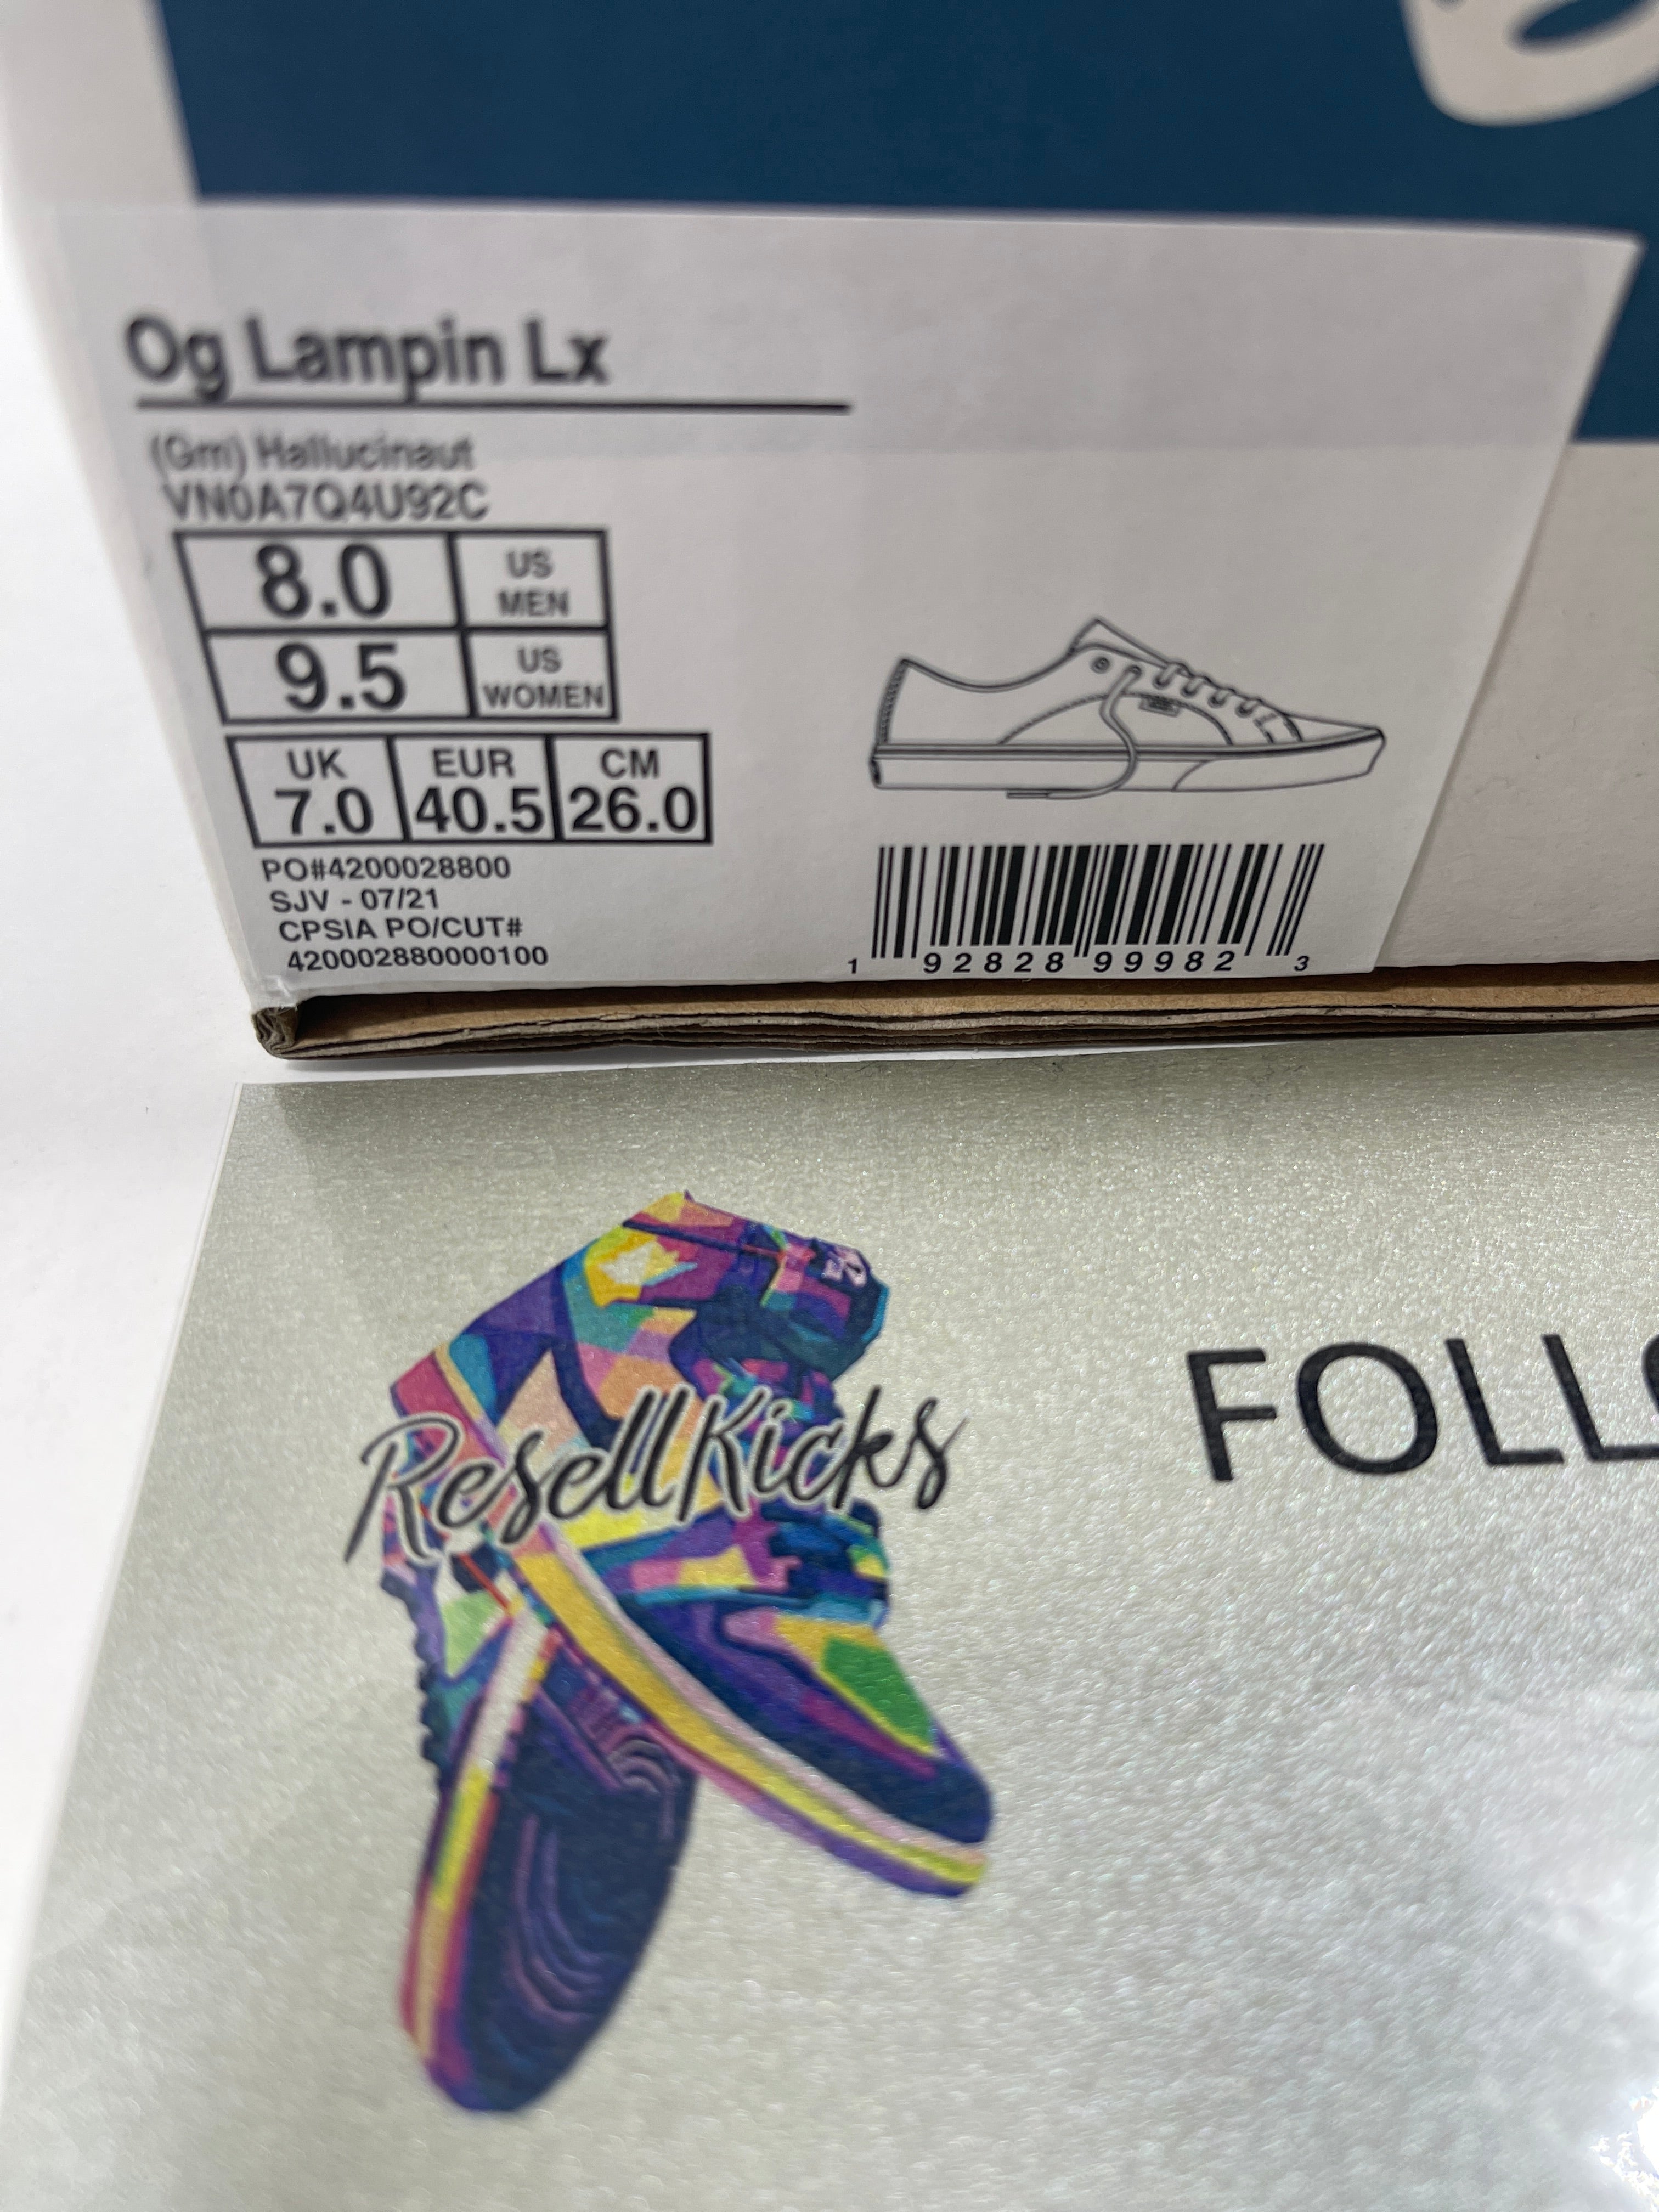 Og Lampin Lx
(Gm) Hallucinaut
VN0A7Q4U92C
8.0 US MEN
9.5 US WOMEN
UK EUR CM
7.0 40.5 26.0
PO#4200028800
SJV - 07/21
CPSIA PO/CUT#
420002880000100
1 92828 99982 3
ResellKicks
FOLL